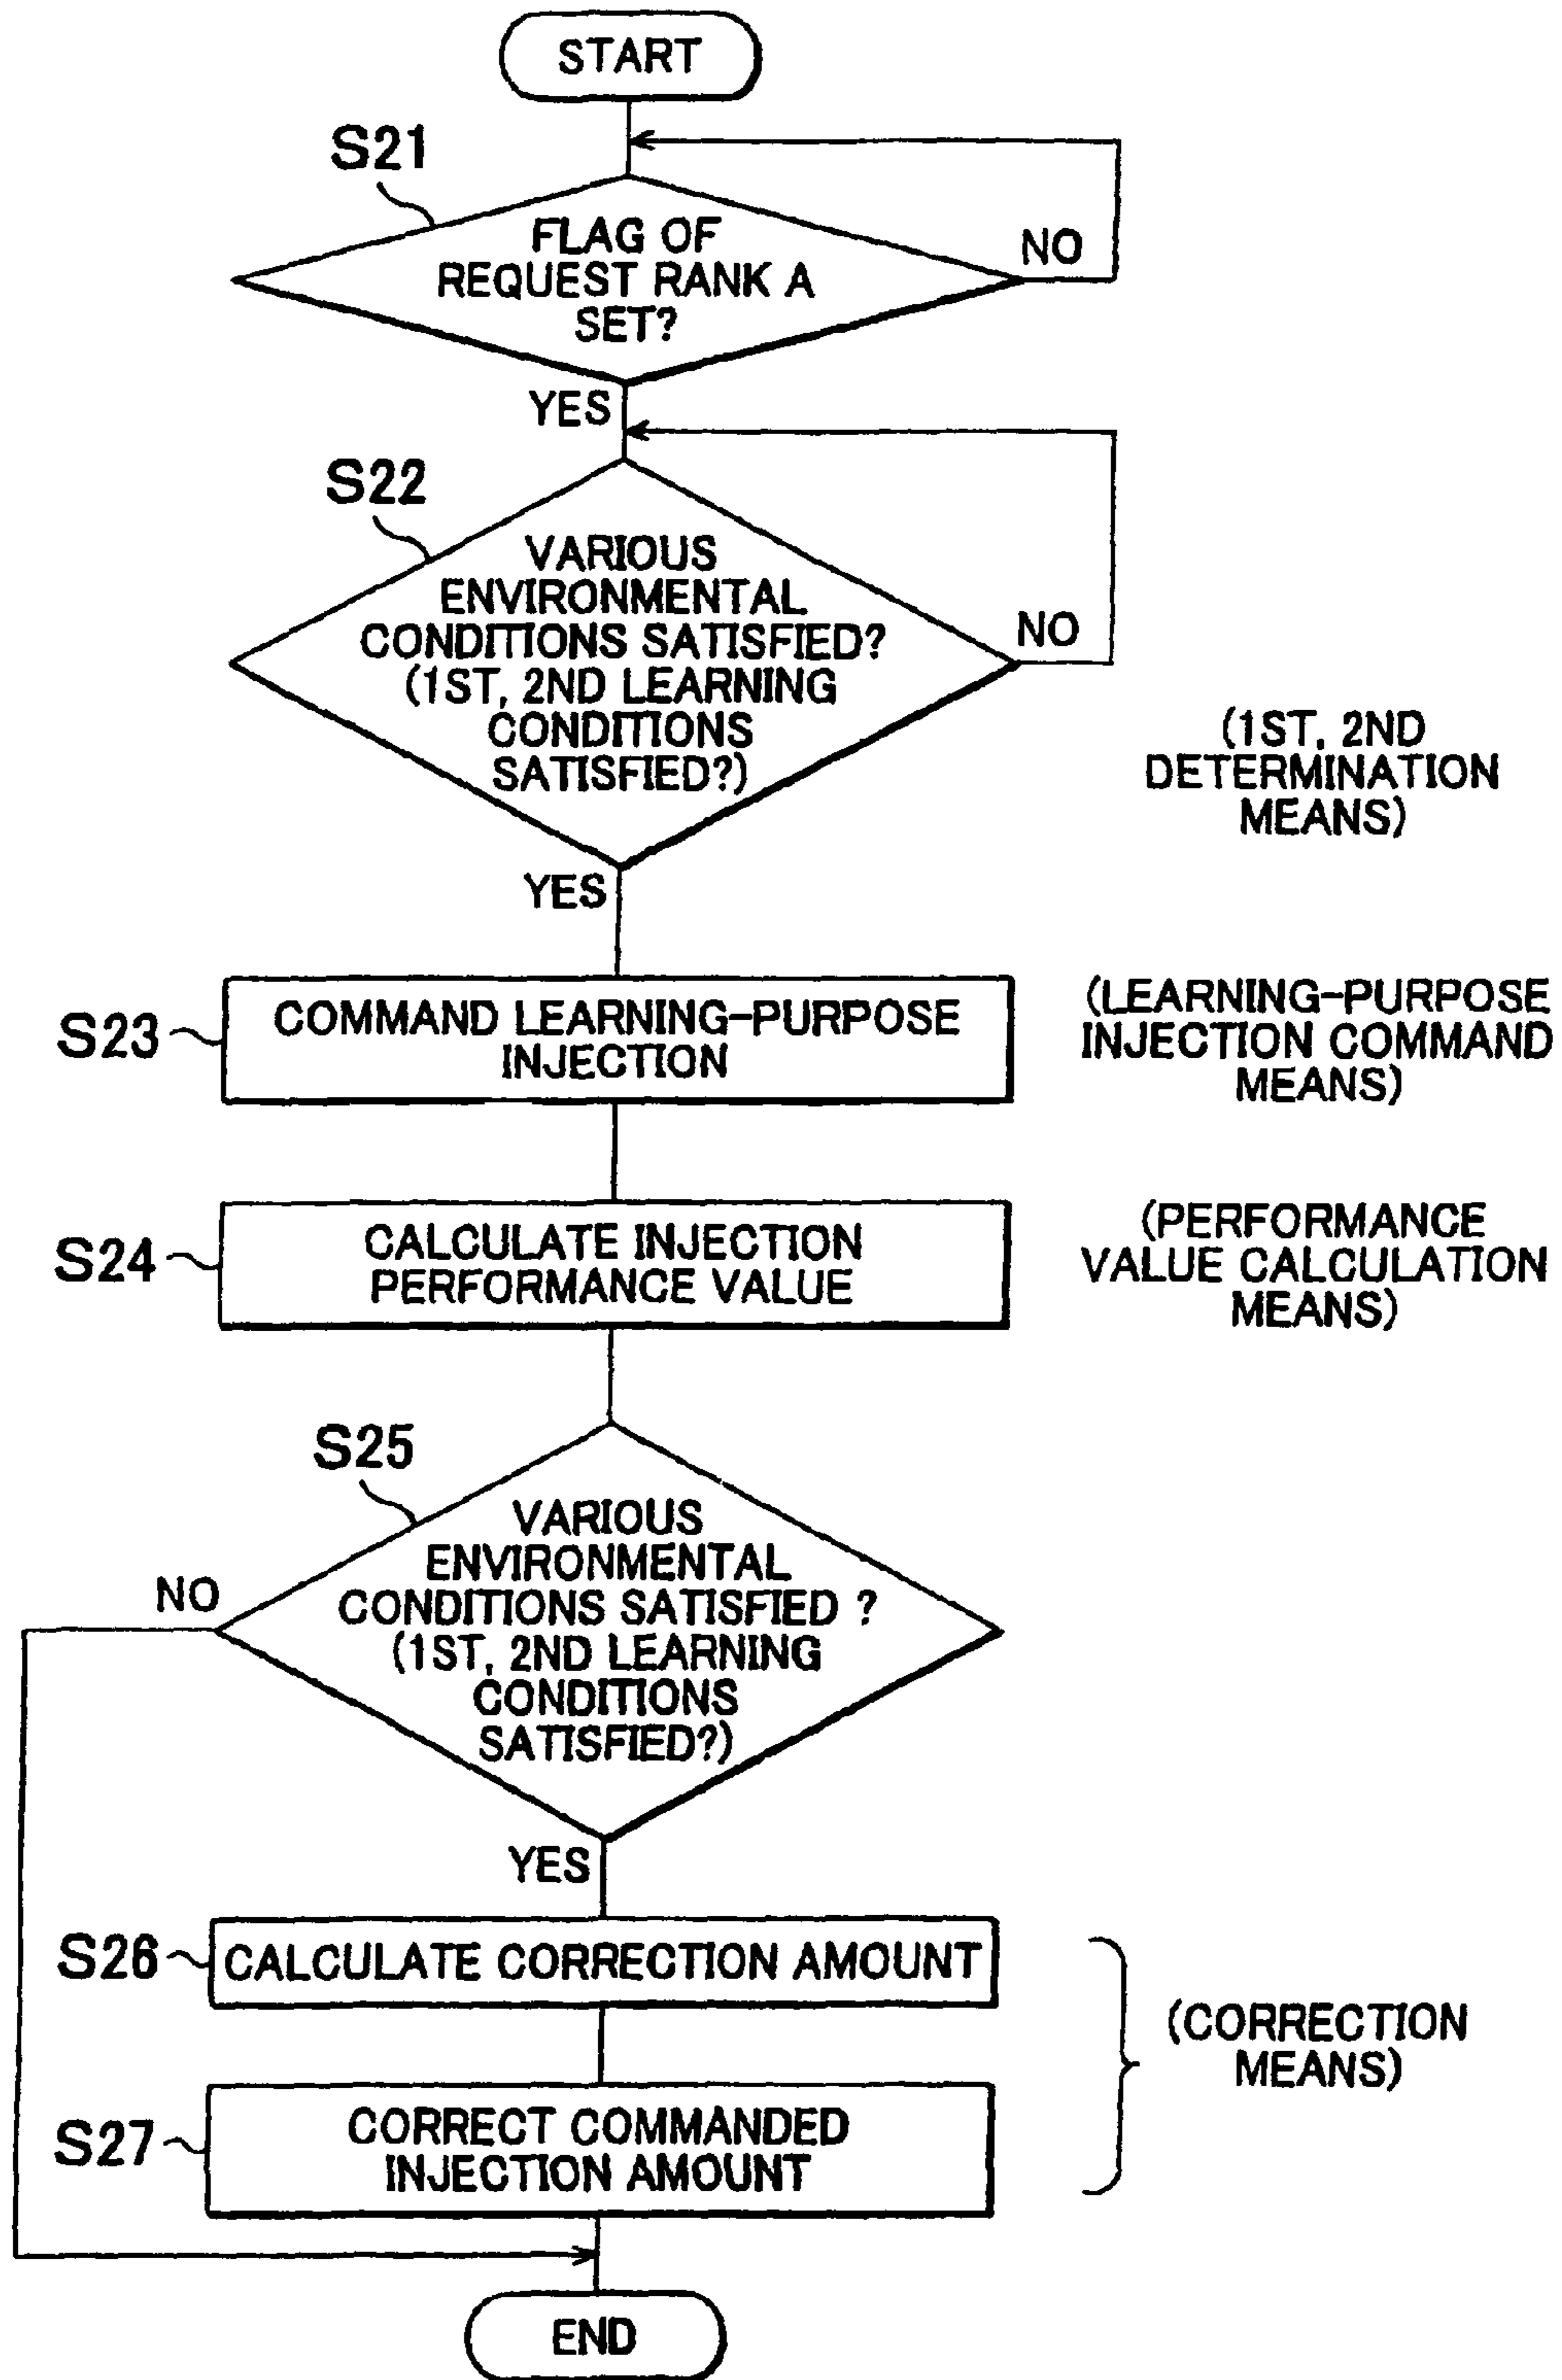 START
S21
FLAG OF
REQUEST RANK A
SET?
NO
YES
S22
VARIOUS
ENVIRONMENTAL
CONDITIONS SATISFIED?
(1ST, 2ND LEARNING
CONDITIONS
SATISFIED?)
NO
(1ST, 2ND
DETERMINATION
MEANS)
YES
S23
COMMAND LEARNING-PURPOSE
INJECTION
(LEARNING-PURPOSE
INJECTION COMMAND
MEANS)
S24
CALCULATE INJECTION
PERFORMANCE VALUE
(PERFORMANCE
VALUE CALCULATION
MEANS)
S25
VARIOUS
ENVIRONMENTAL
CONDITIONS SATISFIED ?
(1ST, 2ND LEARNING
CONDITIONS
SATISFIED?)
NO
YES
S26
CALCULATE CORRECTION AMOUNT
S27
CORRECT COMMANDED
INJECTION AMOUNT
(CORRECTION
MEANS)
END